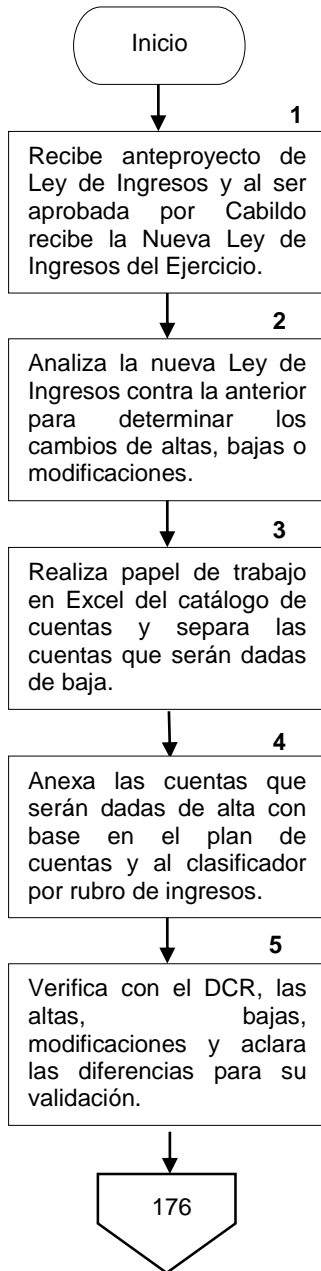 Inicio
1
Recibe anteproyecto de
Ley de Ingresos y al ser
aprobada por Cabildo
recibe la Nueva Ley de
Ingresos del Ejercicio.
2
Analiza la nueva Ley de
Ingresos contra la anterior
para determinar los
cambios de altas, bajas o
modificaciones.
3
Realiza papel de trabajo
en Excel del catálogo de
cuentas y separa las
cuentas que serán dadas
de baja.
4
Anexa las cuentas que
serán dadas de alta con
base en el plan de
cuentas y al clasificador
por rubro de ingresos.
5
Verifica con el DCR, las
altas, bajas,
modificaciones y aclara
las diferencias para su
validación.
176